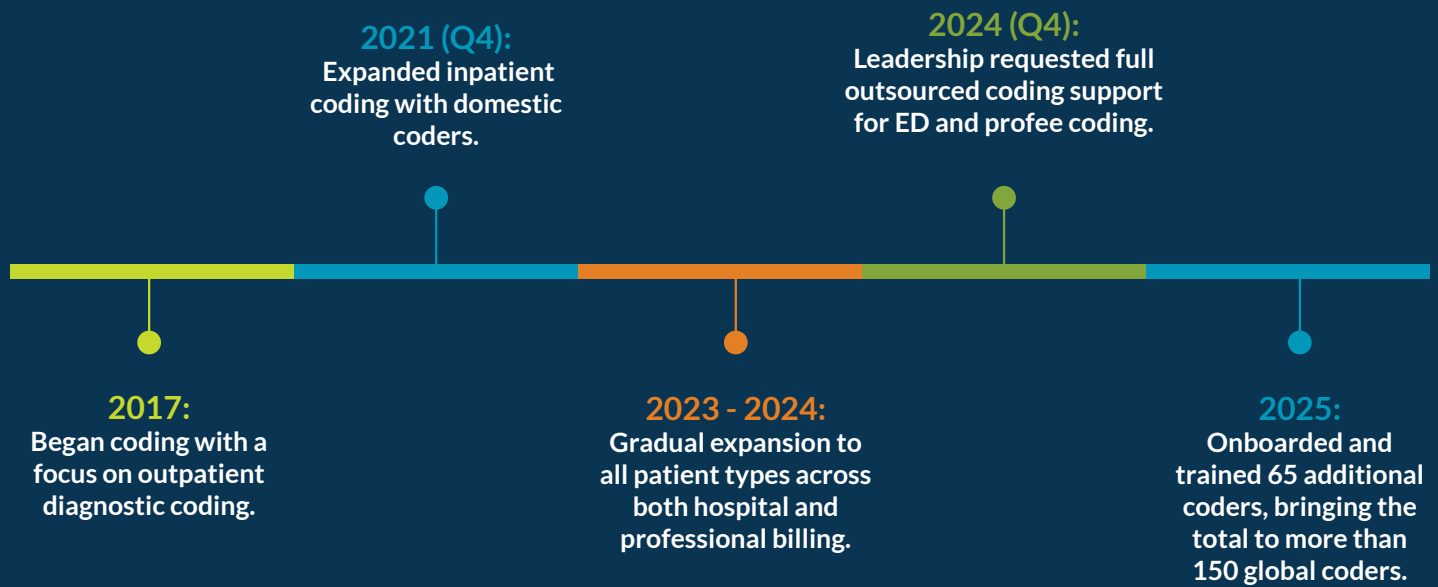 2017:
Began coding with a
focus on outpatient
diagnostic coding.
2021 (Q4):
Expanded inpatient
coding with domestic
coders.
2023 - 2024:
Gradual expansion to
all patient types across
both hospital and
professional billing.
2024 (Q4):
Leadership requested full
outsourced coding support
for ED and profee coding.
2025:
Onboarded and
trained 65 additional
coders, bringing the
total to more than
150 global coders.